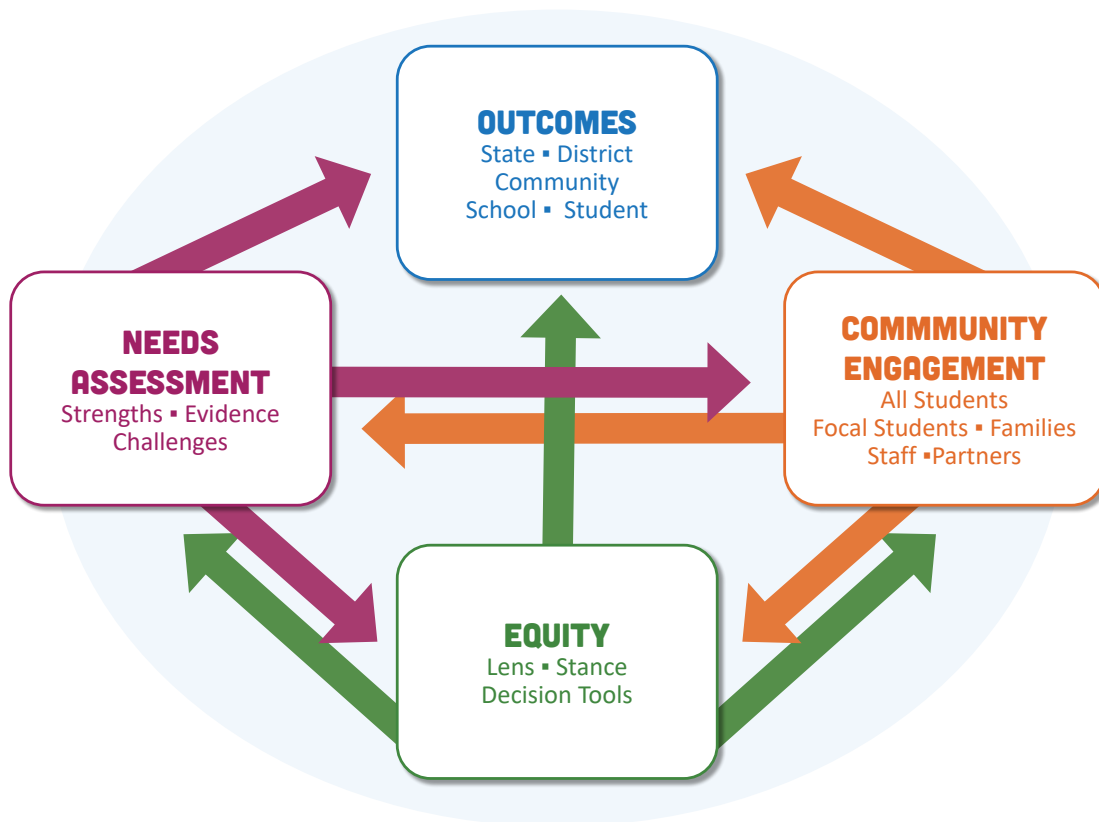 OUTCOMES
State ▪ District
Community
School ▪ Student
NEEDS
ASSESSMENT
Strengths ▪ Evidence
Challenges
COMMMUNITY
ENGAGEMENT
All Students
Focal Students ▪ Families
Staff ▪Partners
EQUITY
Lens ▪ Stance
Decision Tools